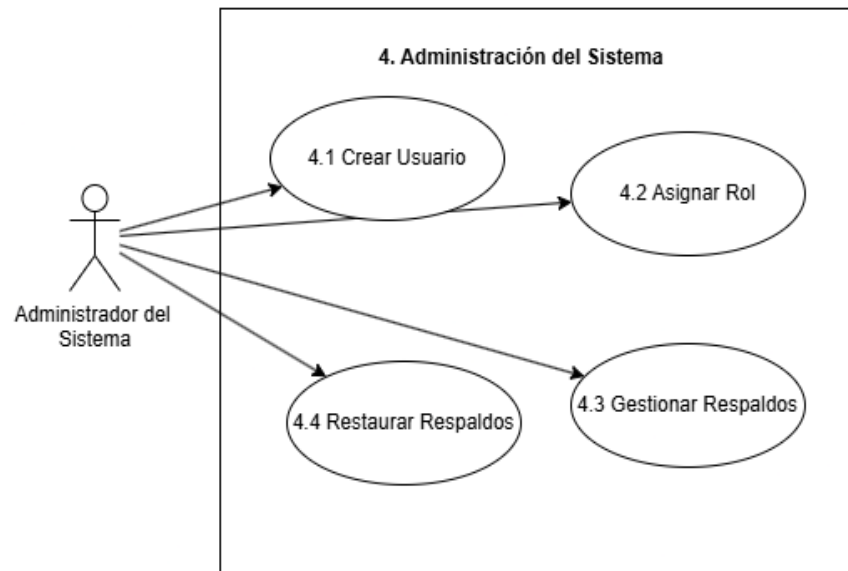 4. Administración del Sistema
4.1 Crear Usuario
4.2 Asignar Rol
Administrador del
Sistema
4.4 Restaurar Respaldos
4.3 Gestionar Respaldos